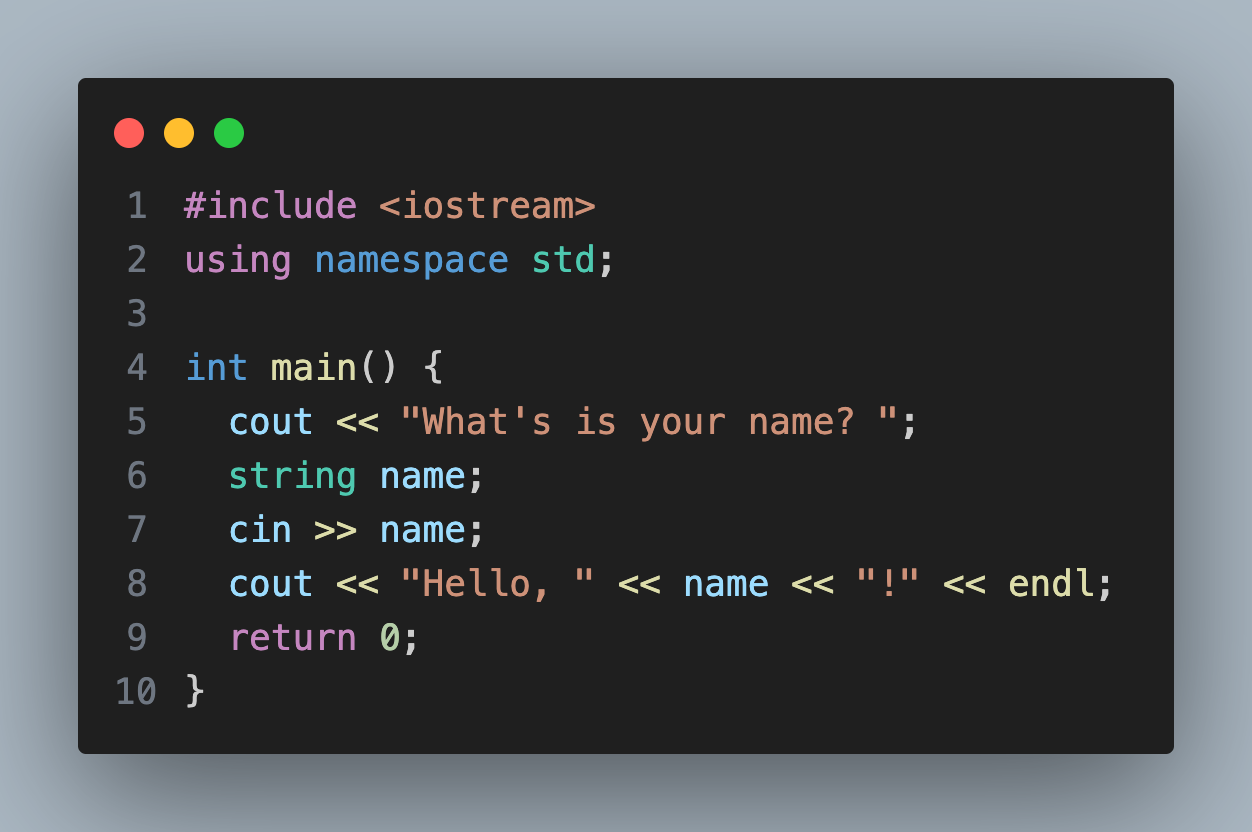 1 #include <iostream>
2 using namespace std;
3
4 int main() {
5   cout << "What's is your name? ";
6   string name;
7   cin >> name;
8   cout << "Hello, " << name << "!" << endl;
9   return 0;
10 }